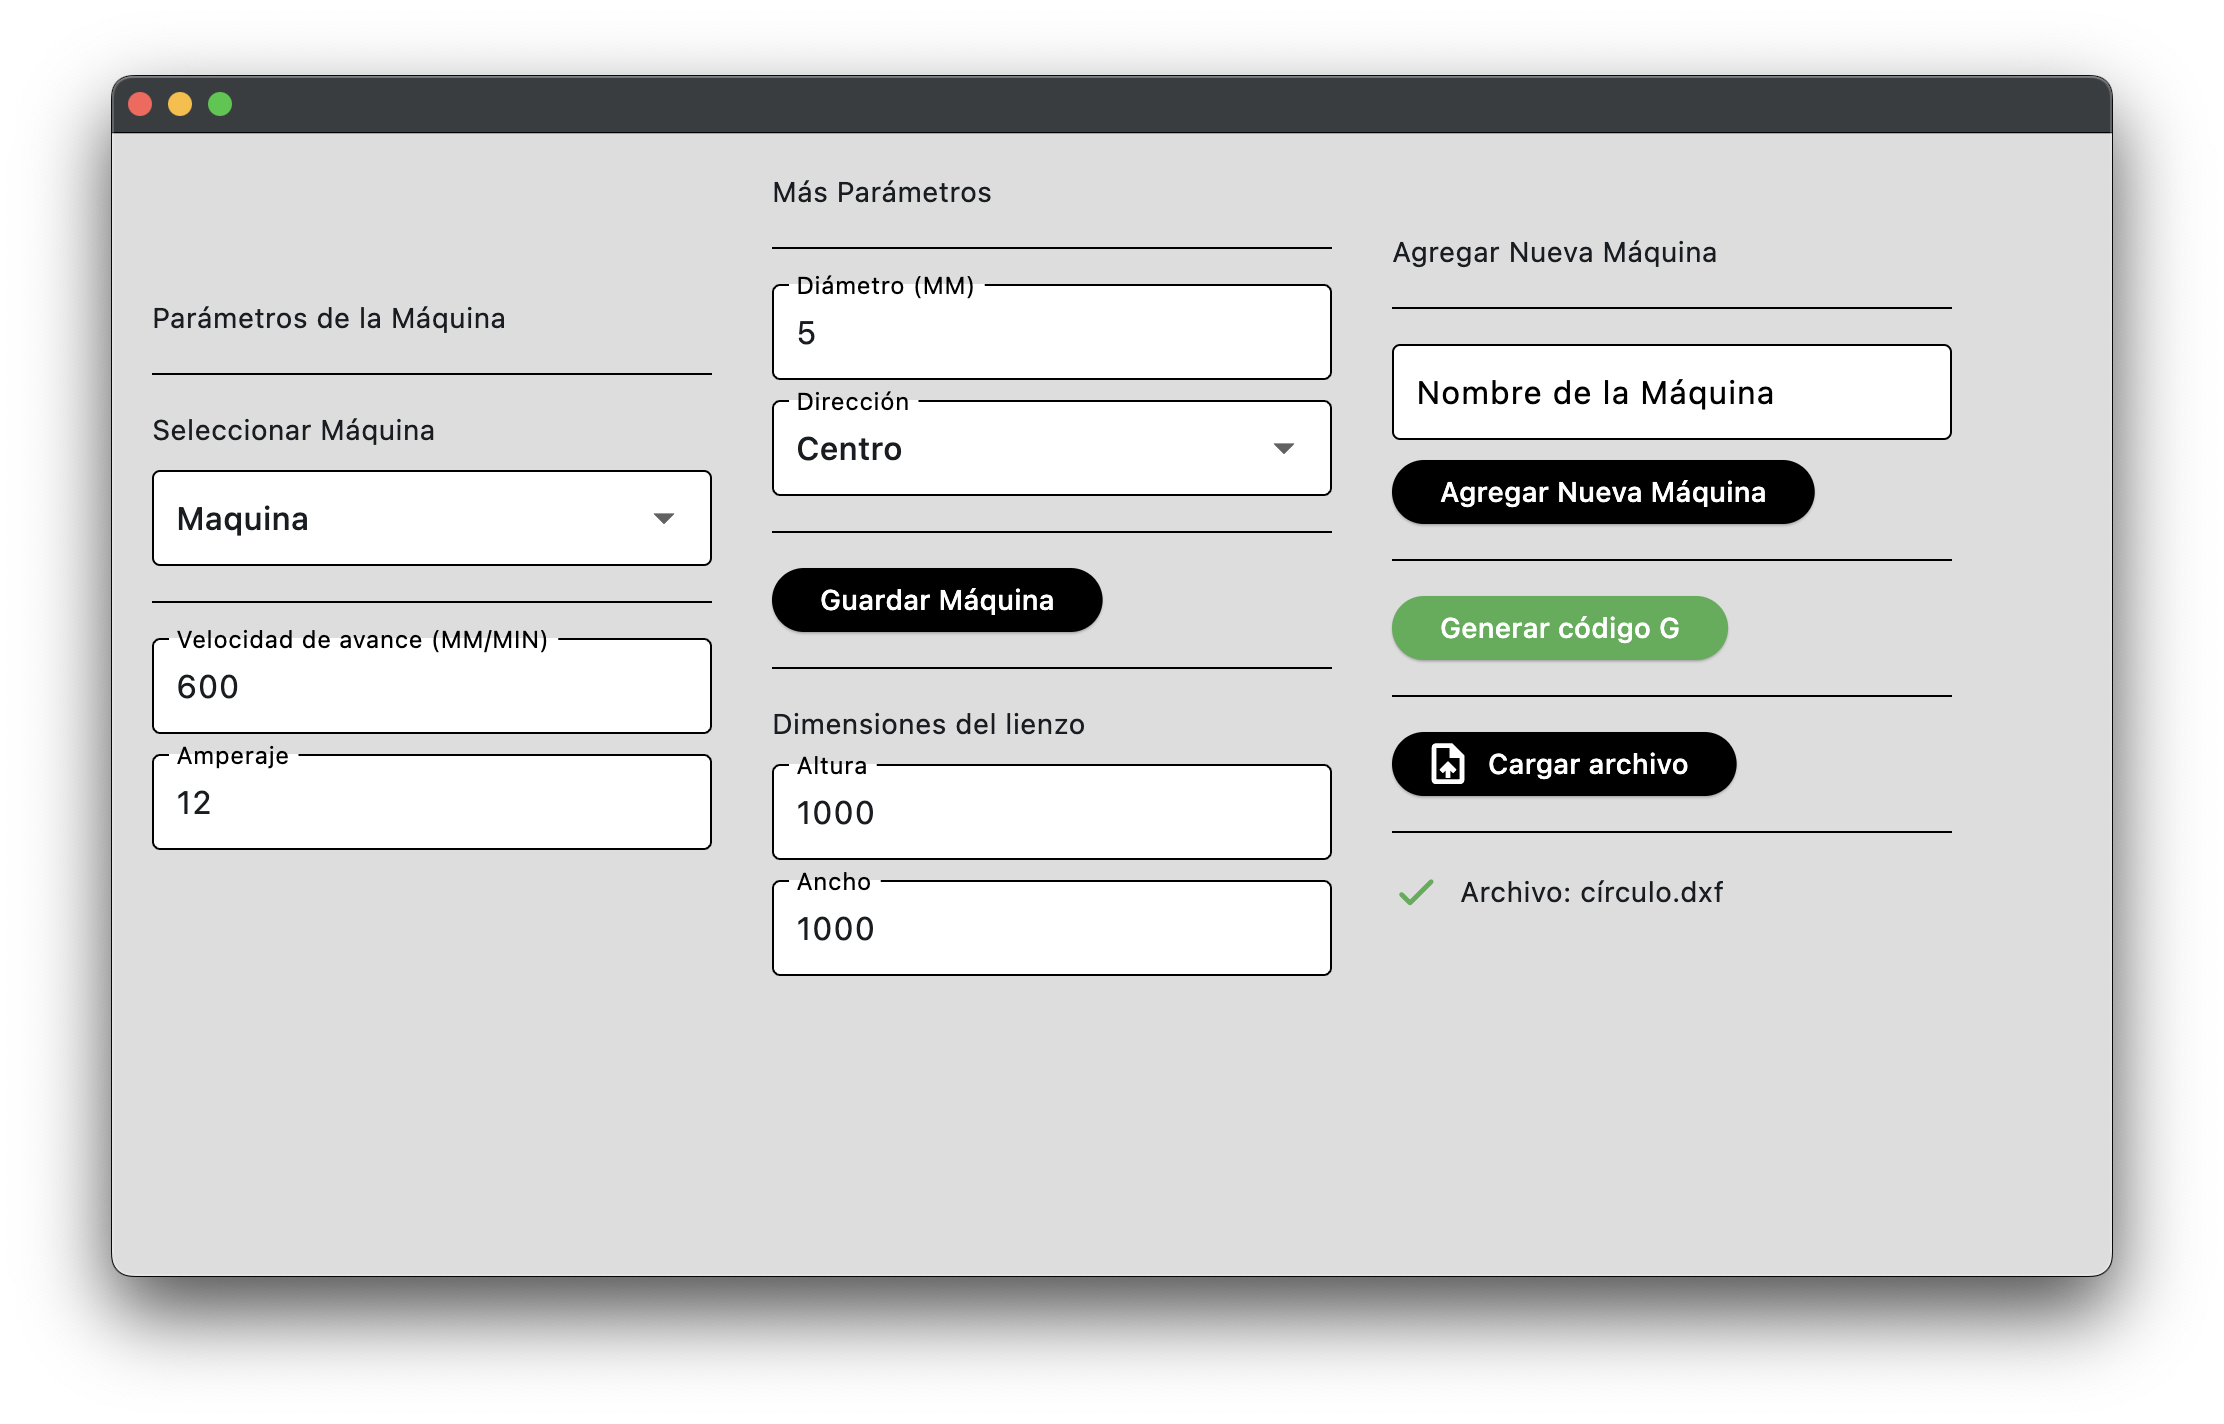 Parámetros de la Máquina
Seleccionar Máquina
Maquina
Velocidad de avance (MM/MIN)
600
Amperaje
12
Más Parámetros
Diámetro (MM)
5
Dirección
Centro
Guardar Máquina
Dimensiones del lienzo
Altura
1000
Ancho
1000
Agregar Nueva Máquina
Nombre de la Máquina
Agregar Nueva Máquina
Generar código G
Cargar archivo
Archivo: círculo.dxf